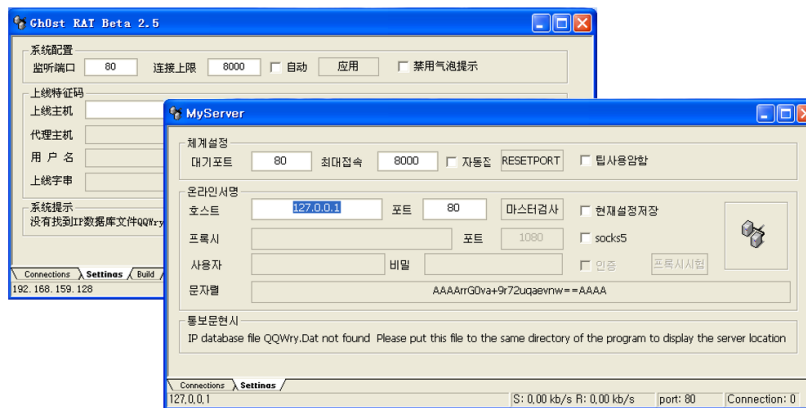 Gh0st RAT Beta 2.5
系统配置
监听端口 80 连接上限 8000 自动 应用 禁用气泡提示
上线特征码
上线主机
代理主机
用 户 名
上线字串
系统提示
没有找到IP数据库文件QQWry
Connections Settings Build
192.168.159.128
MyServer
체계설정
대기포트 80 최대접속 8000 자동접 RESETPORT 팁사용암함
온라인서명
호스트 127.0.0.1 포트 80 마스터검사 현재설정저장
프록시 포트 1080 socks5
사용자 비밀 인증 프록시시험
문자렬 AAAArrG0va+9r72uqaevnw==AAAA
통보문현시
IP database file QQWry.Dat not found Please put this file to the same directory of the program to display the server location
Connections Settings
127.0.0.1 S: 0.00 kb/s R: 0.00 kb/s port: 80 Connection: 0